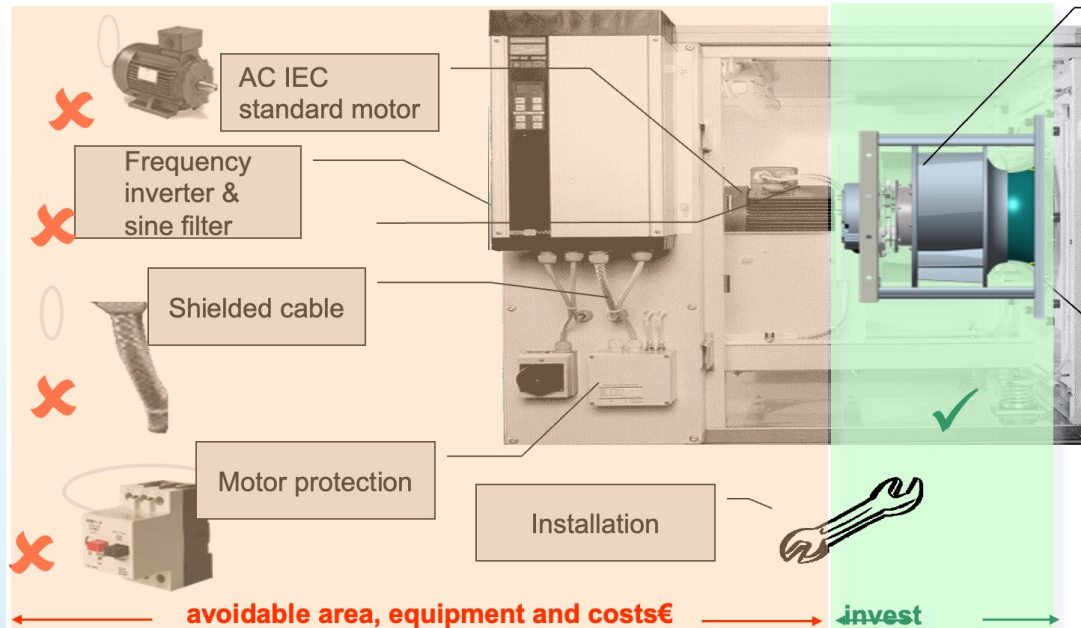 AC IEC
standard motor
Frequency
inverter &
sine filter
Shielded cable
Motor protection
Installation
avoidable area, equipment and costs€
invest